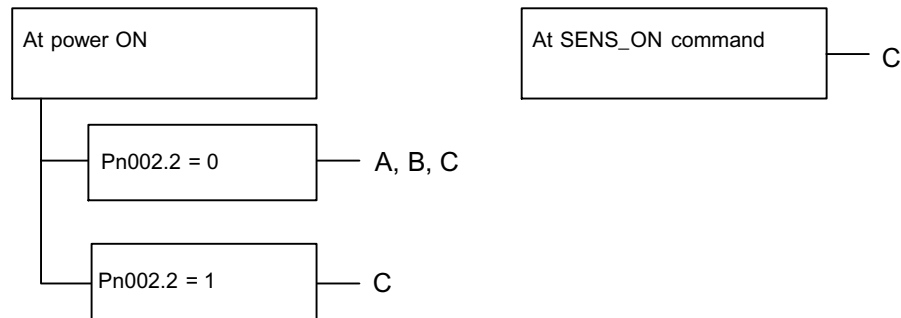 At power ON
At SENS_ON command
C
Pn002.2 = 0
A, B, C
Pn002.2 = 1
C